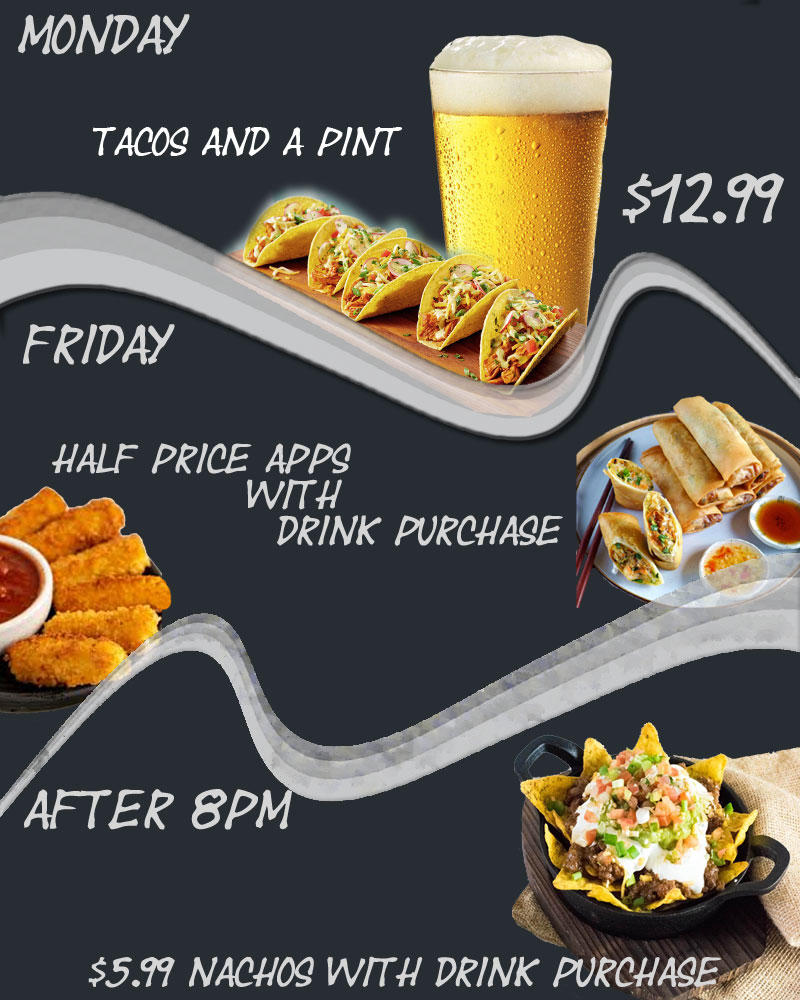 MONDAY
TACOS AND A PINT
$12.99
FRIDAY
HALF PRICE APPS
WITH
DRINK PURCHASE
AFTER 8PM
$5.99 NACHOS WITH DRINK PURCHASE